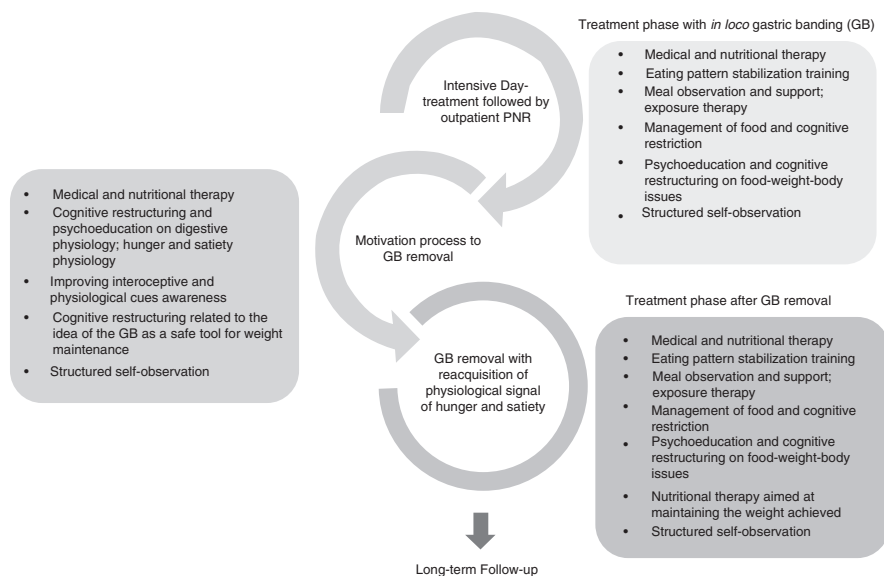 Treatment phase with in loco gastric banding (GB)
• Medical and nutritional therapy
• Eating pattern stabilization training
• Meal observation and support;
exposure therapy
• Management of food and cognitive
restriction
• Psychoeducation and cognitive
restructuring on food-weight-body
issues
• Structured self-observation
Intensive Day-
treatment followed by
outpatient PNR
• Medical and nutritional therapy
• Cognitive restructuring and
psychoeducation on digestive
physiology; hunger and satiety
physiology
• Improving interoceptive and
physiological cues awareness
• Cognitive restructuring related to the
idea of the GB as a safe tool for weight
maintenance
• Structured self-observation
Motivation process to
GB removal
Treatment phase after GB removal
• Medical and nutritional therapy
• Eating pattern stabilization training
• Meal observation and support;
exposure therapy
• Management of food and cognitive
restriction
• Psychoeducation and cognitive
restructuring on food-weight-body
issues
• Nutritional therapy aimed at
maintaining the weight achieved
• Structured self-observation
GB removal with
reacquisition of
physiological signal
of hunger and satiety
Long-term Follow-up